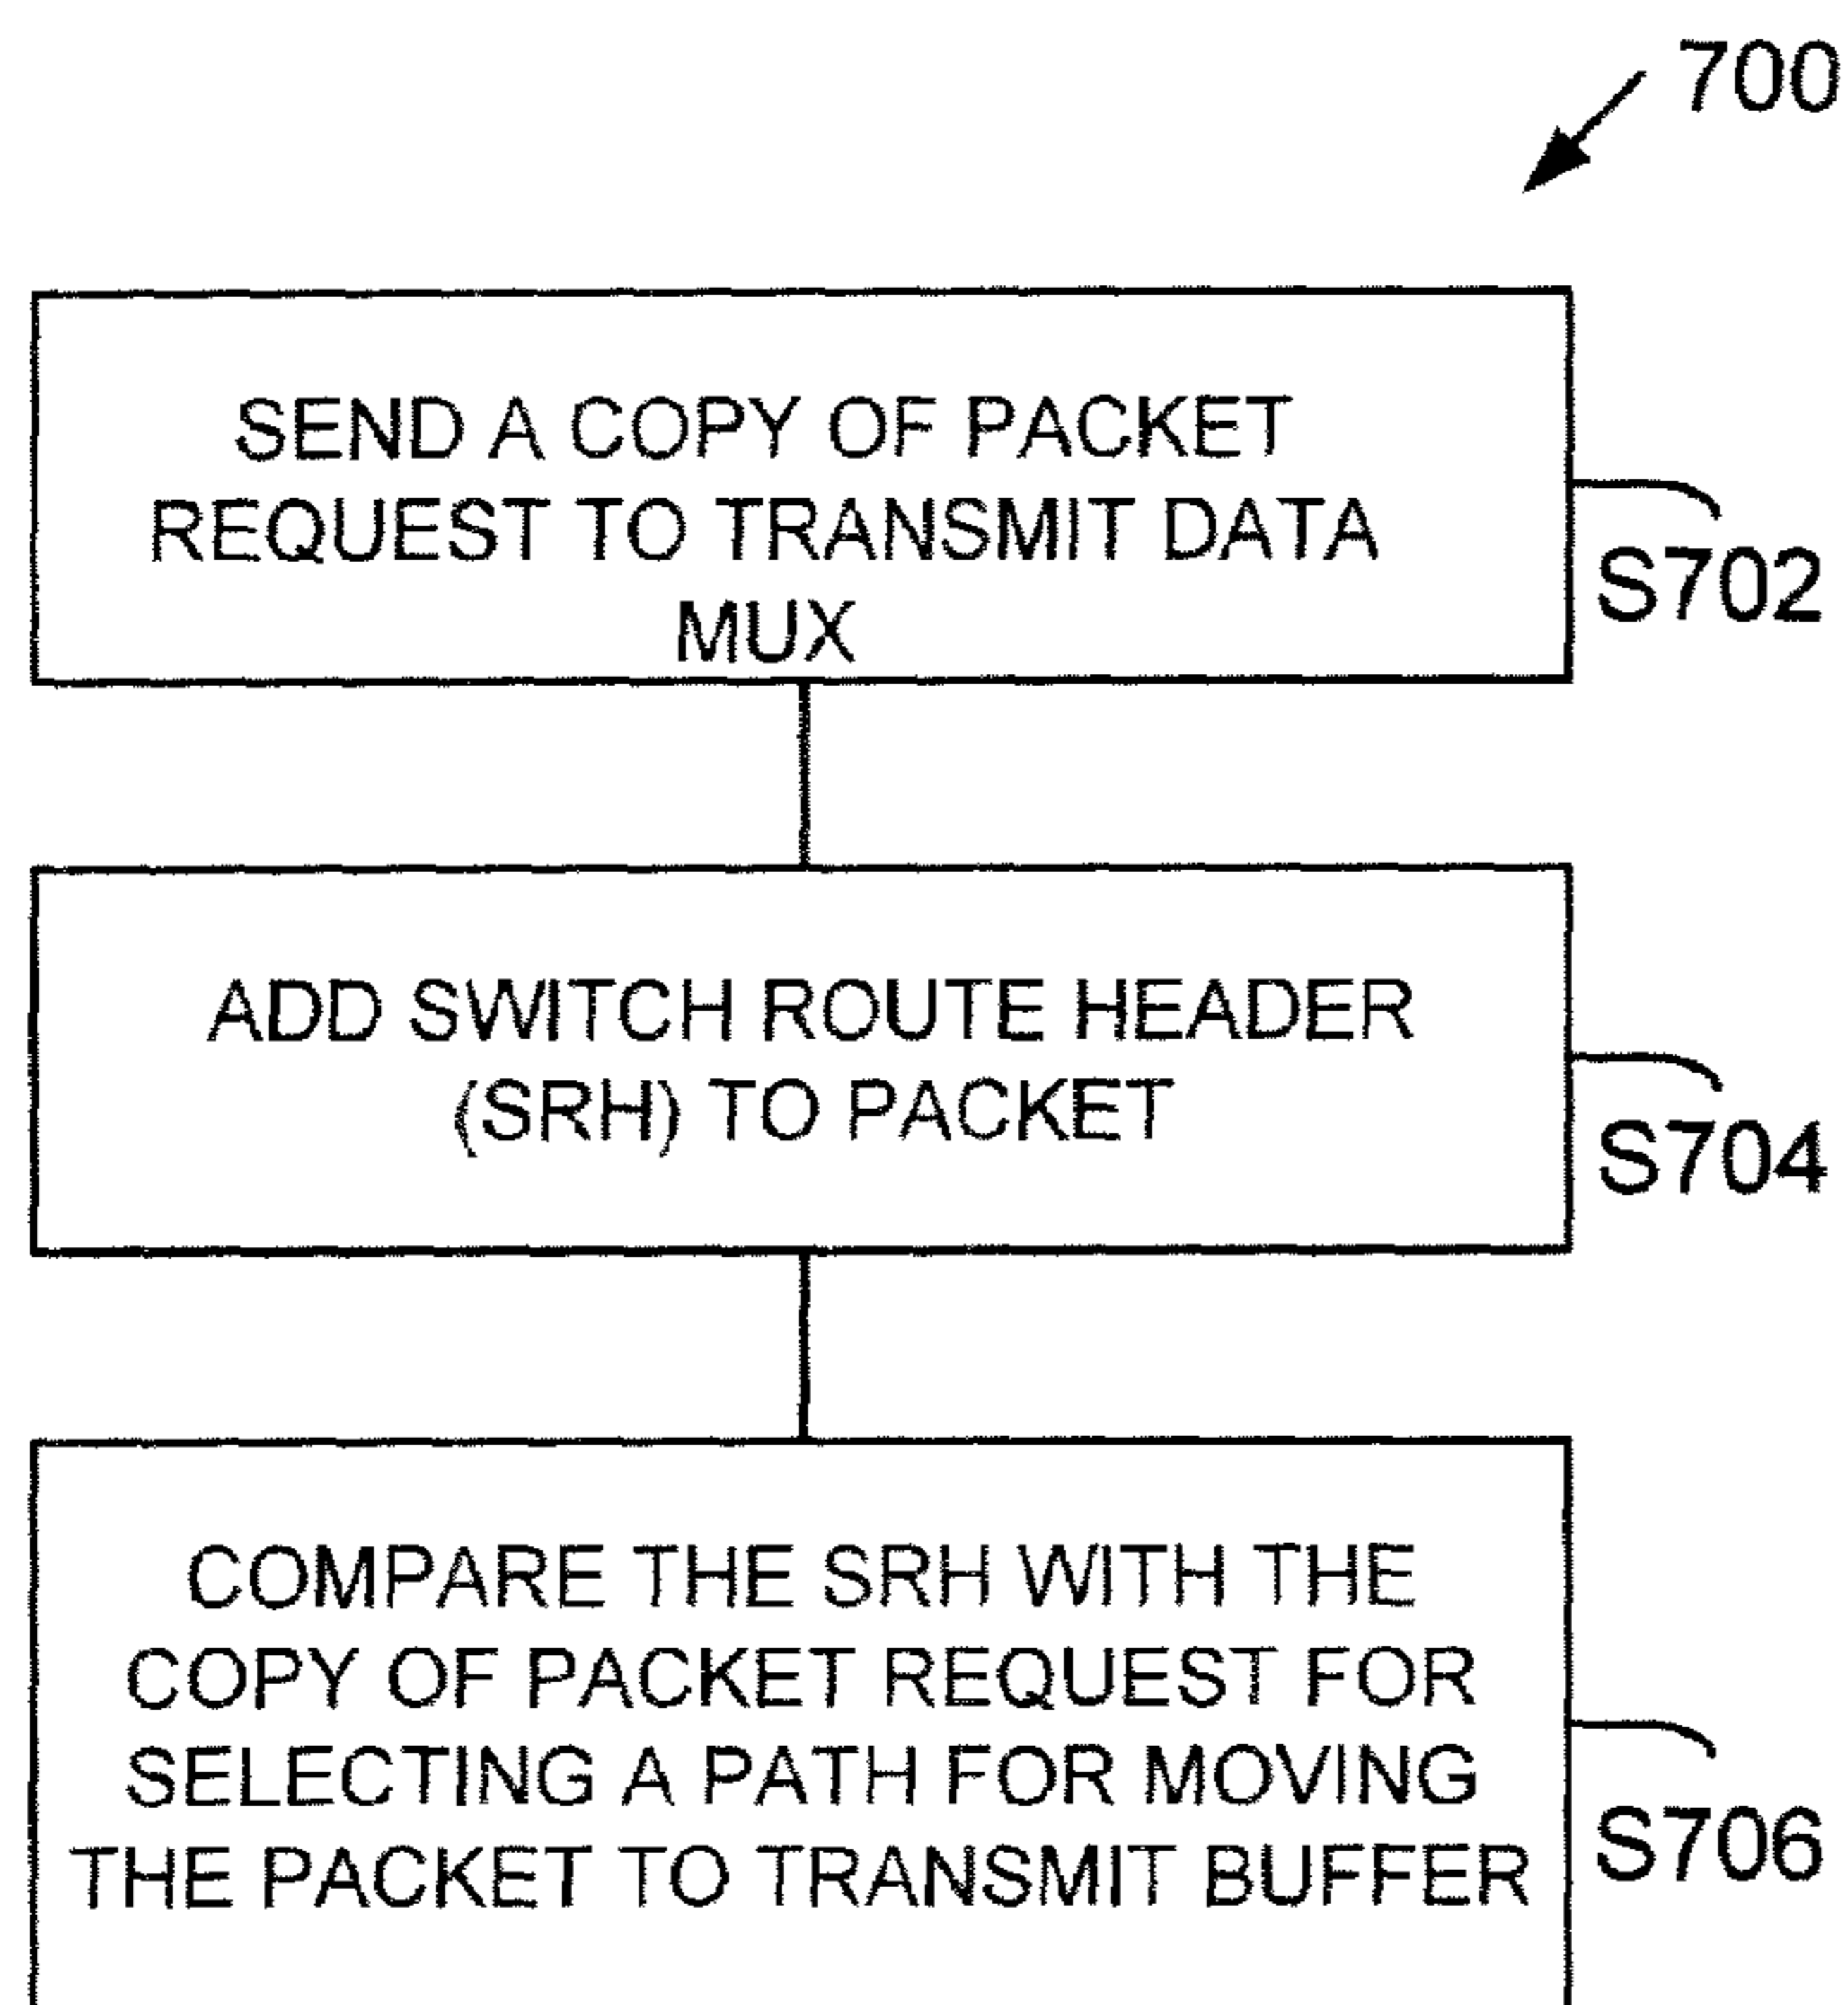 700
SEND A COPY OF PACKET
REQUEST TO TRANSMIT DATA
MUX
S702
ADD SWITCH ROUTE HEADER
(SRH) TO PACKET
S704
COMPARE THE SRH WITH THE
COPY OF PACKET REQUEST FOR
SELECTING A PATH FOR MOVING
THE PACKET TO TRANSMIT BUFFER
S706